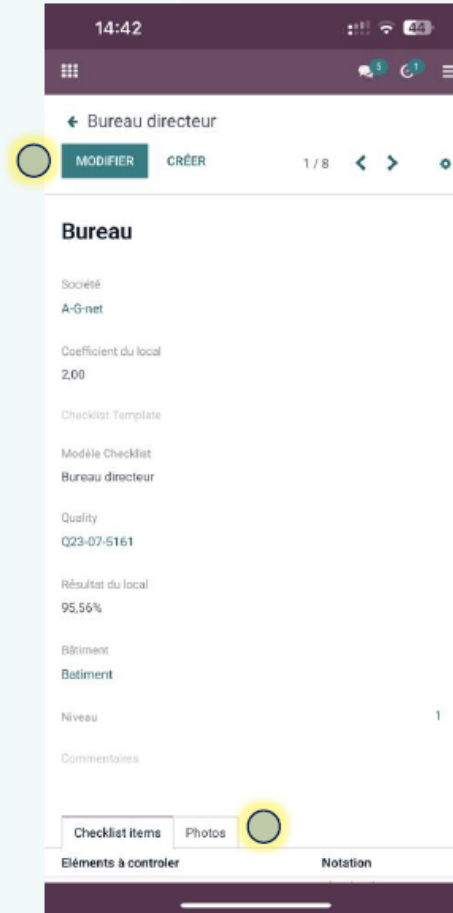 14:42
44
5 1
Bureau directeur
MODIFIER CRÉER 1 / 8
Bureau
Société
A-G-net
Coefficient du local
2,00
Checklist Template
Modèle Checklist
Bureau directeur
Quality
Q23-07-5161
Résultat du local
95,56%
Bâtiment
Batiment
Niveau 1
Commentaires
Checklist items Photos
Eléments à controler Notation